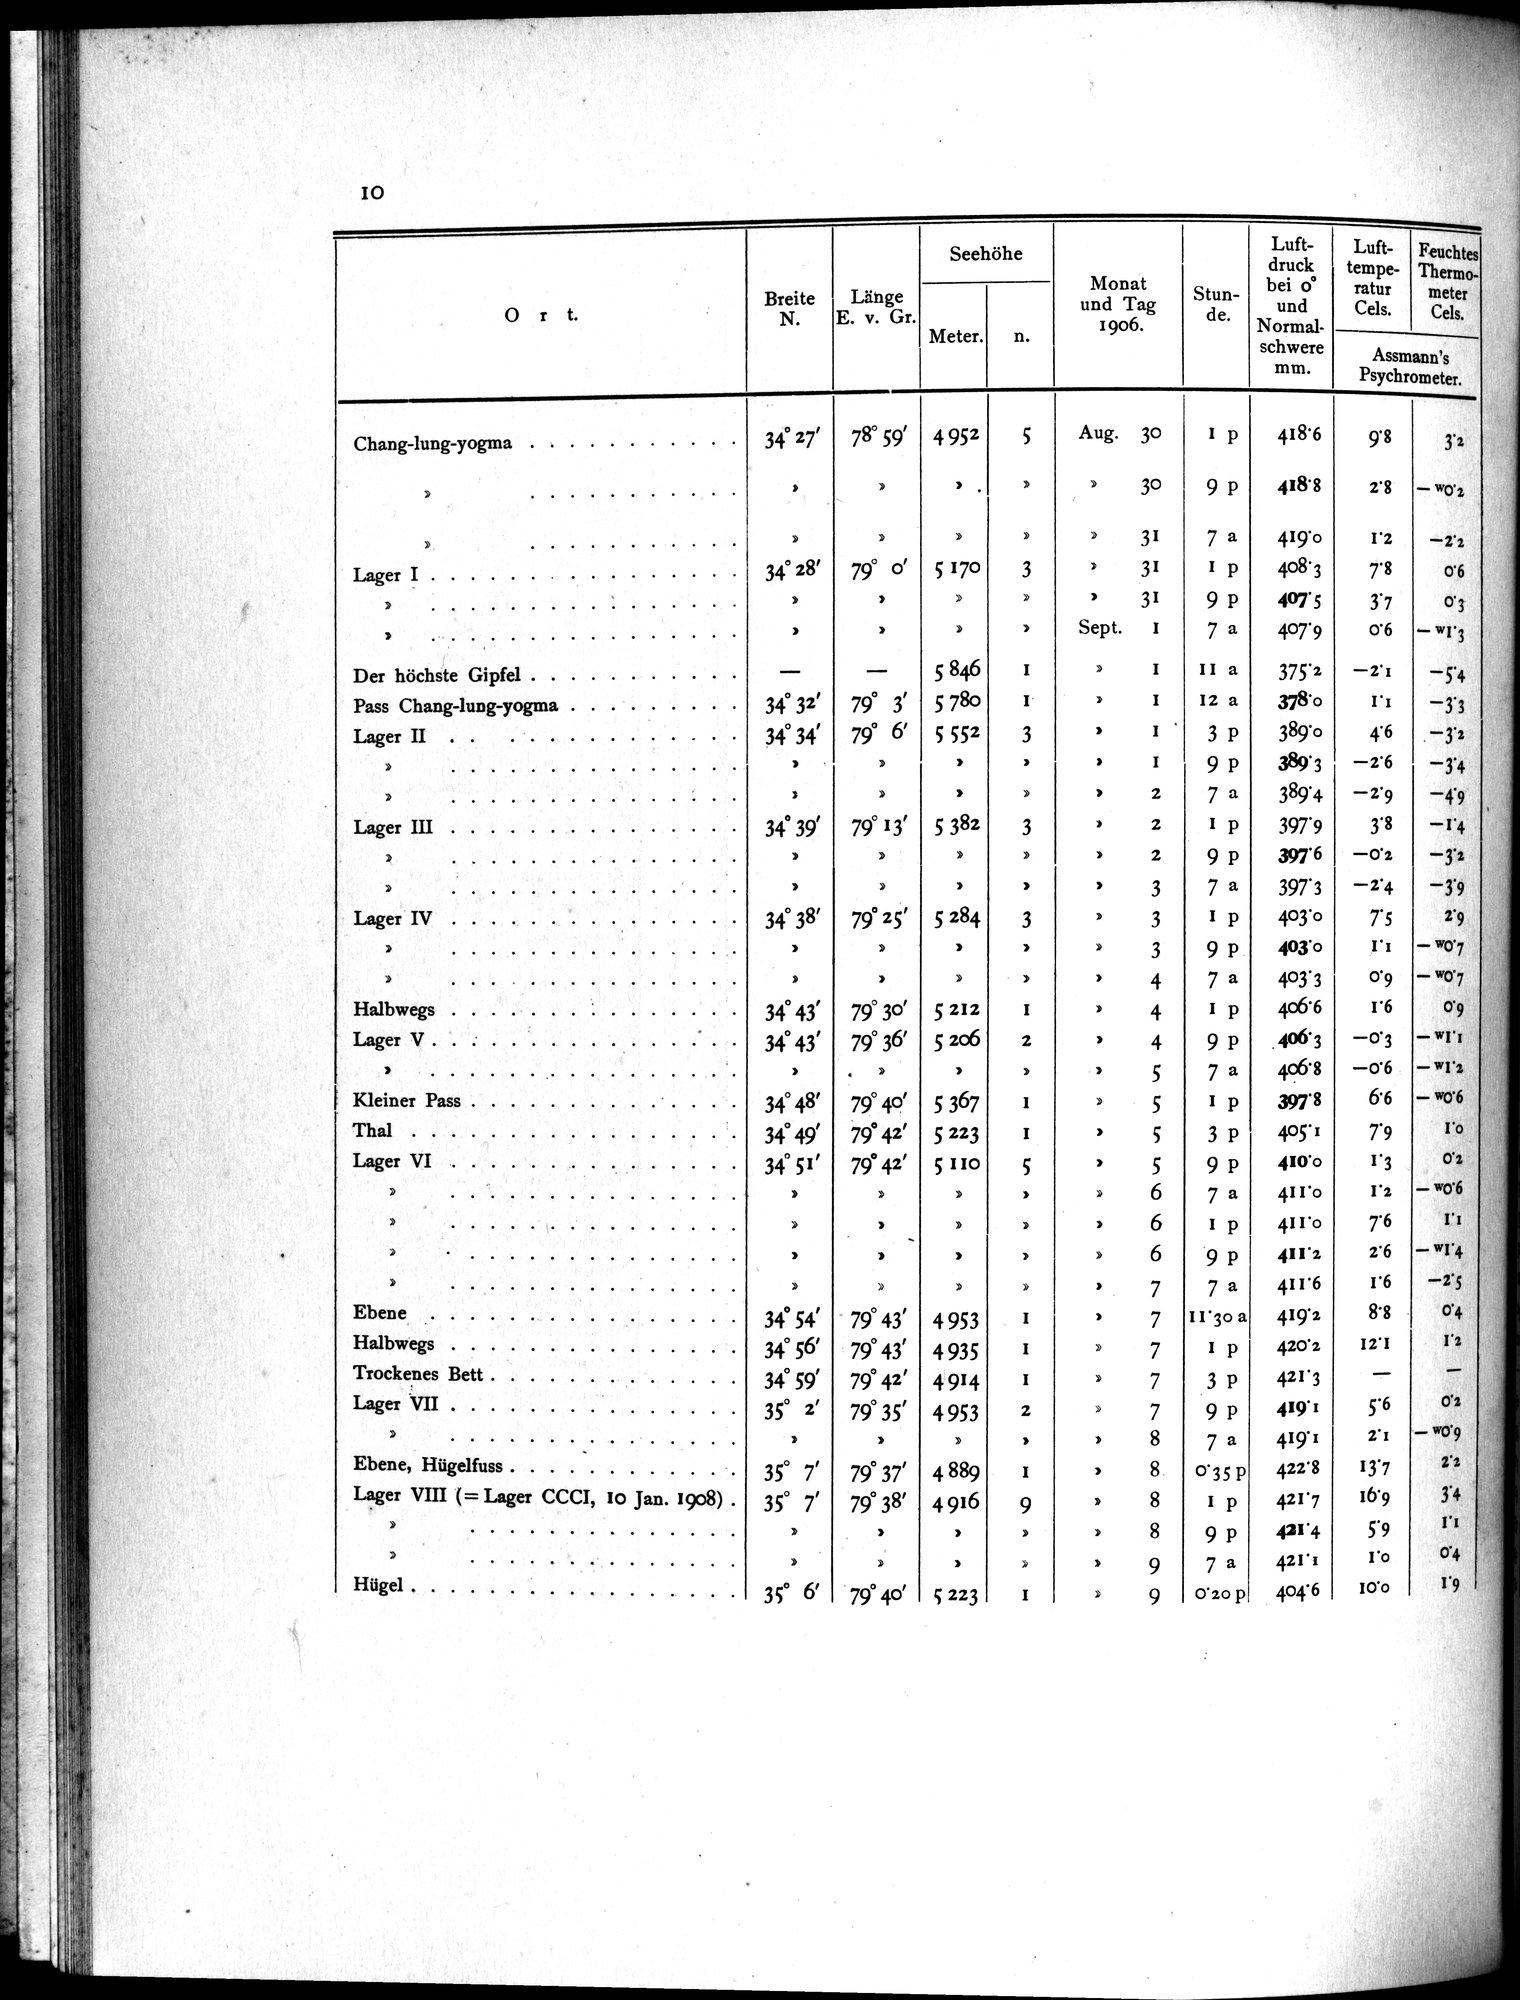 10
O r t. | Breite N. | Länge E. v. Gr. | Seehöhe Meter. | Seehöhe n. | Monat und Tag 1906. | Stun-de. | Luft-druck bei 0° und Normal-schwere mm. | Luft-tempe-ratur Cels. | Feuchtes Thermo-meter Cels. | Assmann's Psychrometer.
Chang-lung-yogma . . . . . . . . . . . 34° 27′ 78° 59′ 4 952 5 Aug. 30 1 p 418·6 9·8 3·2
» . . . . . . . . . . . » » » » » 30 9 p 418·8 2·8 —w0·2
» . . . . . . . . . . . » » » » » 31 7 a 419·0 1·2 —2·2
Lager I . . . . . . . . . . . . . . . . 34° 28′ 79° 0′ 5 170 3 » 31 1 p 408·3 7·8 0·6
» . . . . . . . . . . . . . . . . » » » » » 31 9 p 407·5 3·7 0·3
» . . . . . . . . . . . . . . . . » » » » Sept. 1 7 a 407·9 0·6 —w1·3
Der höchste Gipfel . . . . . . . . . . . — — 5 846 1 » 1 11 a 375·2 —2·1 —5·4
Pass Chang-lung-yogma . . . . . . . . . 34° 32′ 79° 3′ 5 780 1 » 1 12 a 378·0 1·1 —3·3
Lager II . . . . . . . . . . . . . . 34° 34′ 79° 6′ 5 552 3 » 1 3 p 389·0 4·6 —3·2
» . . . . . . . . . . . . . . . » » » » » 1 9 p 389·3 —2·6 —3·4
» . . . . . . . . . . . . . . . » » » » » 2 7 a 389·4 —2·9 —4·9
Lager III . . . . . . . . . . . . . . . 34° 39′ 79° 13′ 5 382 3 » 2 1 p 397·9 3·8 —1·4
» . . . . . . . . . . . . . . . » » » » » 2 9 p 397·6 —0·2 —3·2
» . . . . . . . . . . . . . . . » » » » » 3 7 a 397·3 —2·4 —3·9
Lager IV . . . . . . . . . . . . . . . 34° 38′ 79° 25′ 5 284 3 » 3 1 p 403·0 7·5 2·9
» . . . . . . . . . . . . . . . » » » » » 3 9 p 403·0 1·1 —w0·7
» . . . . . . . . . . . . . . . » » » » » 4 7 a 403·3 0·9 —w0·7
Halbwegs . . . . . . . . . . . . . . . 34° 43′ 79° 30′ 5 212 1 » 4 1 p 406·6 1·6 0·9
Lager V . . . . . . . . . . . . . . . . 34° 43′ 79° 36′ 5 206 2 » 4 9 p 406·3 —0·3 —w1·1
» . . . . . . . . . . . . . . . . » » » » » 5 7 a 406·8 —0·6 —w1·2
Kleiner Pass . . . . . . . . . . . . . . 34° 48′ 79° 40′ 5 367 1 » 5 1 p 397·8 6·6 —w0·6
Thal . . . . . . . . . . . . . . . . . 34° 49′ 79° 42′ 5 223 1 » 5 3 p 405·1 7·9 1·0
Lager VI . . . . . . . . . . . . . . . 34° 51′ 79° 42′ 5 110 5 » 5 9 p 410·0 1·3 0·2
» . . . . . . . . . . . . . . . » » » » » 6 7 a 411·0 1·2 —w0·6
» . . . . . . . . . . . . . . . » » » » » 6 1 p 411·0 7·6 1·1
» . . . . . . . . . . . . . . . » » » » » 6 9 p 411·2 2·6 —w1·4
» . . . . . . . . . . . . . . . » » » » » 7 7 a 411·6 1·6 —2·5
Ebene . . . . . . . . . . . . . . . . 34° 54′ 79° 43′ 4 953 1 » 7 11·30 a 419·2 8·8 0·4
Halbwegs . . . . . . . . . . . . . . . 34° 56′ 79° 43′ 4 935 1 » 7 1 p 420·2 12·1 1·2
Trockenes Bett . . . . . . . . . . . . . 34° 59′ 79° 42′ 4 914 1 » 7 3 p 421·3 — —
Lager VII . . . . . . . . . . . . . . . 35° 2′ 79° 35′ 4 953 2 » 7 9 p 419·1 5·6 0·2
» . . . . . . . . . . . . . . . » » » » » 8 7 a 419·1 2·1 —w0·9
Ebene, Hügelfuss . . . . . . . . . . . . 35° 7′ 79° 37′ 4 889 1 » 8 0·35 p 422·8 13·7 2·2
Lager VIII (= Lager CCCI, 10 Jan. 1908) . 35° 7′ 79° 38′ 4 916 9 » 8 1 p 421·7 16·9 3·4
» . . . . . . . . . . . . . . » » » » » 8 9 p 421·4 5·9 1·1
» . . . . . . . . . . . . . . » » » » » 9 7 a 421·1 1·0 0·4
Hügel . . . . . . . . . . . . . . . . . 35° 6′ 79° 40′ 5 223 1 » 9 0·20 p 404·6 10·0 1·9